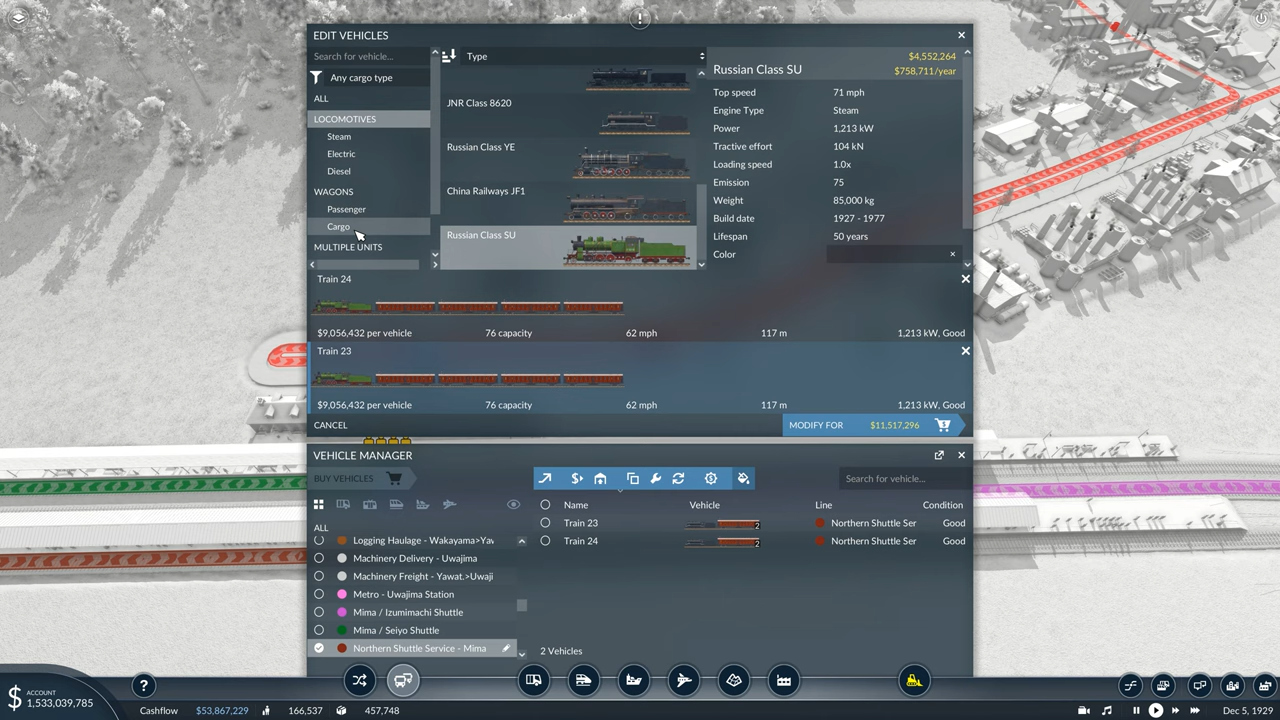 EDIT VEHICLES
Search for vehicle...
Type
Any cargo type
ALL
LOCOMOTIVES
Steam
Electric
Diesel
WAGONS
Passenger
Cargo
MULTIPLE UNITS
JNR Class 8620
Russian Class YE
China Railways JF1
Russian Class SU
$4,552,264
Russian Class SU
$758,711/year
Top speed 71 mph
Engine Type Steam
Power 1,213 kW
Tractive effort 104 kN
Loading speed 1.0x
Emission 75
Weight 85,000 kg
Build date 1927 - 1977
Lifespan 50 years
Color
Train 24
$9,056,432 per vehicle 76 capacity 62 mph 117 m 1,213 kW, Good
Train 23
$9,056,432 per vehicle 76 capacity 62 mph 117 m 1,213 kW, Good
CANCEL
MODIFY FOR $11,517,296
VEHICLE MANAGER
BUY VEHICLES
Search for vehicle...
ALL
Logging Haulage - Wakayama>Yav
Machinery Delivery - Uwajima
Machinery Freight - Yawat.>Uwaji
Metro - Uwajima Station
Mima / Izumimachi Shuttle
Mima / Seiyo Shuttle
Northern Shuttle Service - Mima
Name Vehicle Line Condition
Train 23 2 Northern Shuttle Ser Good
Train 24 2 Northern Shuttle Ser Good
2 Vehicles
ACCOUNT
$ 1,533,039,785
?
Cashflow $53,867,229 166,537 457,748
Dec 5, 1929